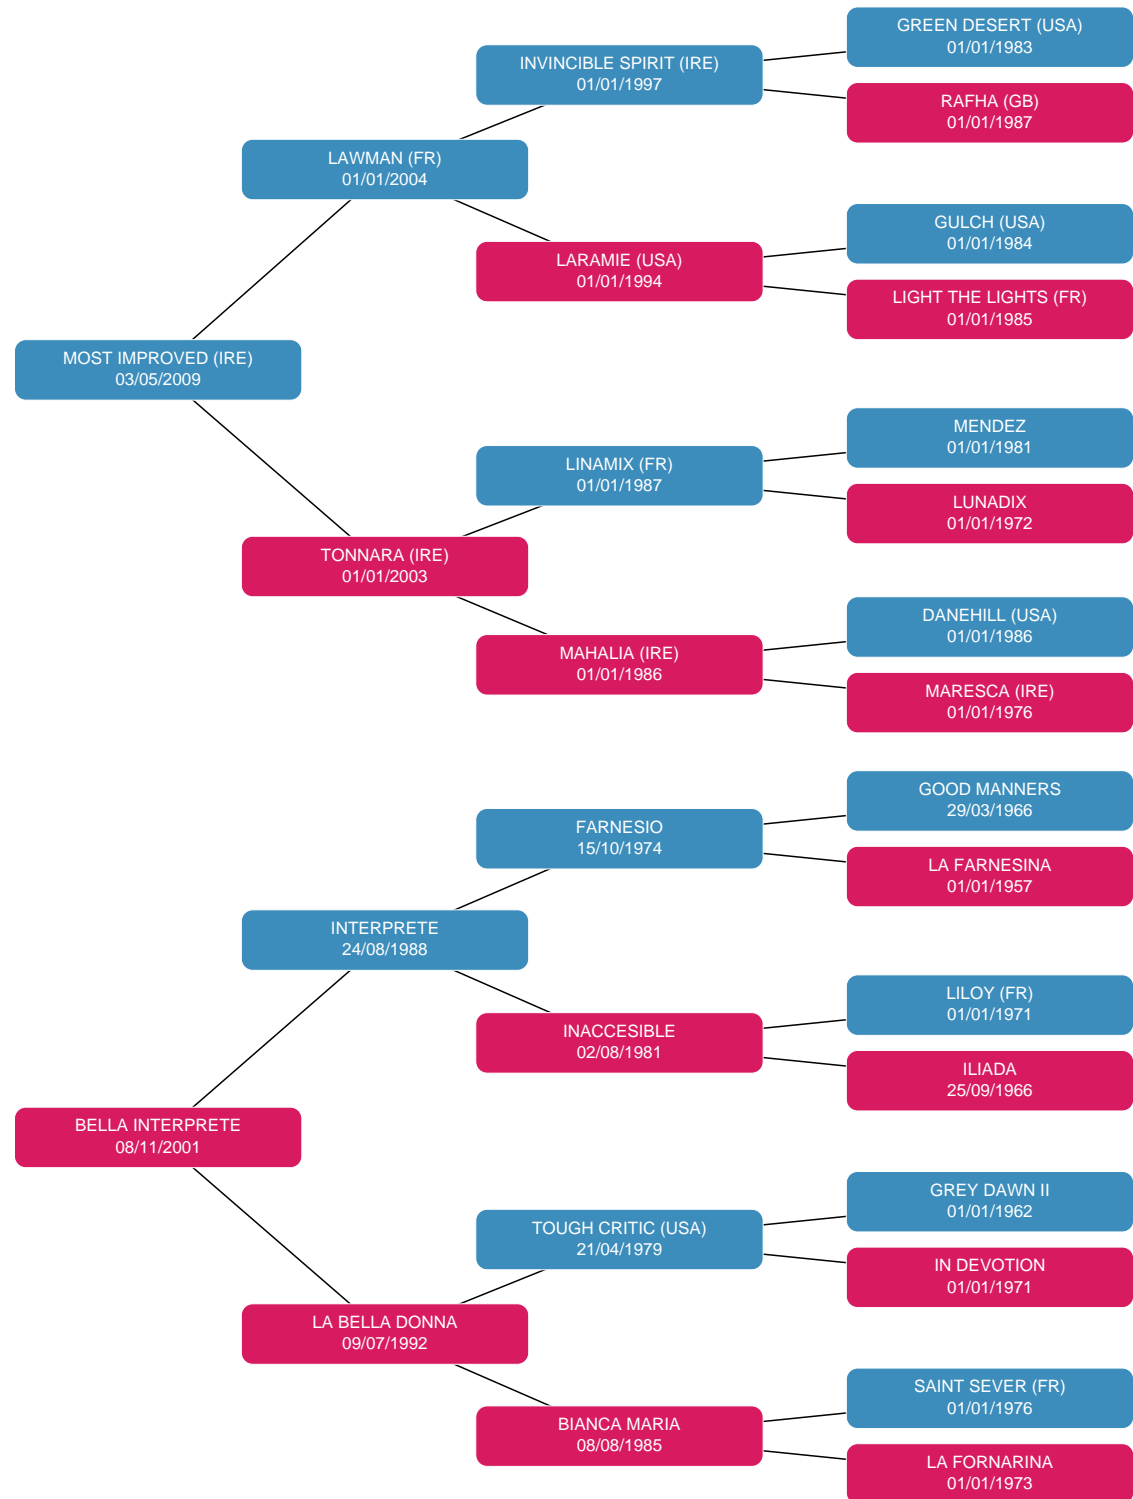 GREEN DESERT (USA)
01/01/1983
INVINCIBLE SPIRIT (IRE)
01/01/1997
RAFHA (GB)
01/01/1987
LAWMAN (FR)
01/01/2004
GULCH (USA)
01/01/1984
LARAMIE (USA)
01/01/1994
LIGHT THE LIGHTS (FR)
01/01/1985
MOST IMPROVED (IRE)
03/05/2009
MENDEZ
01/01/1981
LINAMIX (FR)
01/01/1987
LUNADIX
01/01/1972
TONNARA (IRE)
01/01/2003
DANEHILL (USA)
01/01/1986
MAHALIA (IRE)
01/01/1986
MARESCA (IRE)
01/01/1976
GOOD MANNERS
29/03/1966
FARNESIO
15/10/1974
LA FARNESINA
01/01/1957
INTERPRETE
24/08/1988
LILOY (FR)
01/01/1971
INACCESIBLE
02/08/1981
ILIADA
25/09/1966
BELLA INTERPRETE
08/11/2001
GREY DAWN II
01/01/1962
TOUGH CRITIC (USA)
21/04/1979
IN DEVOTION
01/01/1971
LA BELLA DONNA
09/07/1992
SAINT SEVER (FR)
01/01/1976
BIANCA MARIA
08/08/1985
LA FORNARINA
01/01/1973